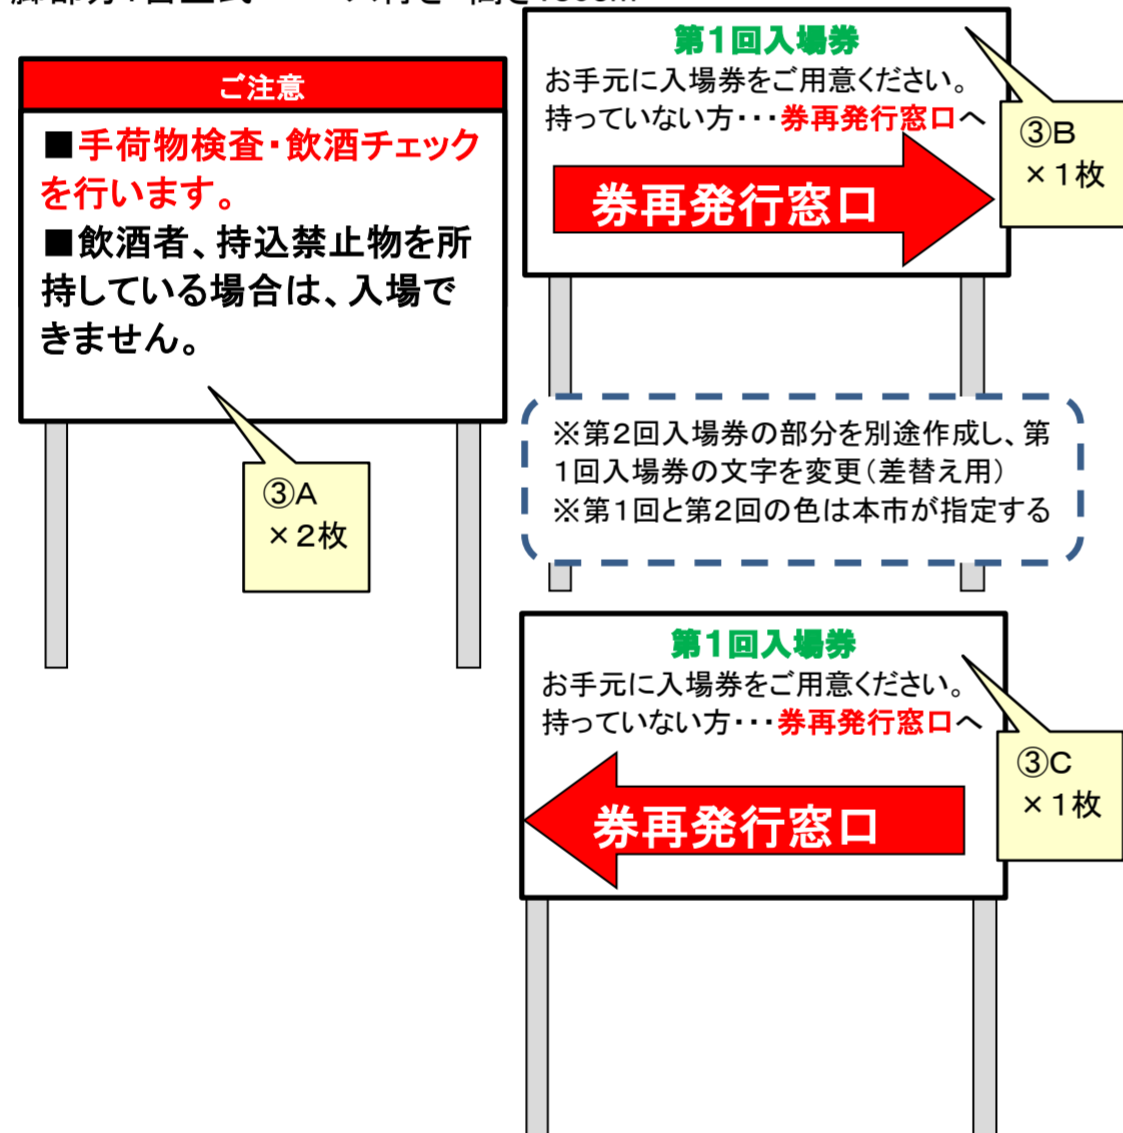 ご注意
■手荷物検査・飲酒チェック
を行います。
■飲酒者、持込禁止物を所
持している場合は、入場で
きません。
③A
×２枚
第1回入場券
お手元に入場券をご用意ください。
持っていない方・・・券再発行窓口へ
券再発行窓口
③B
×１枚
※第2回入場券の部分を別途作成し、第
1回入場券の文字を変更(差替え用)
※第1回と第2回の色は本市が指定する
第1回入場券
お手元に入場券をご用意ください。
持っていない方・・・券再発行窓口へ
券再発行窓口
③C
×１枚